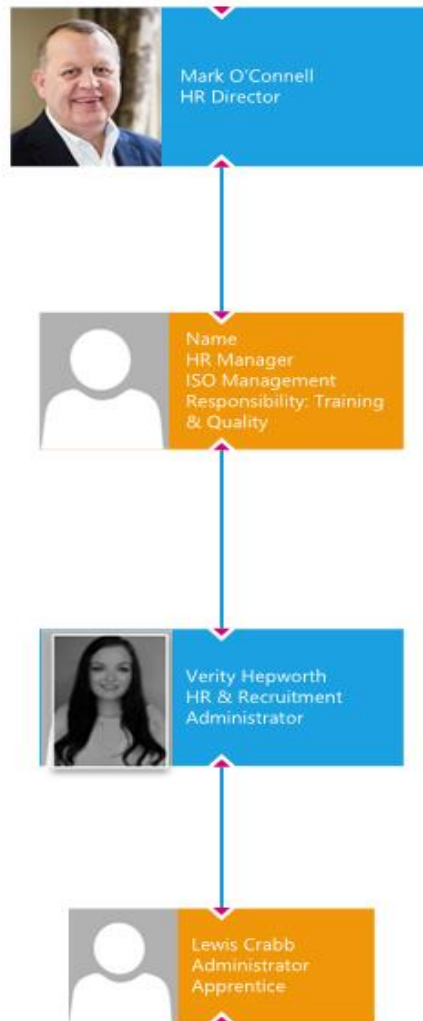 Mark O'Connell
HR Director
Name
HR Manager
ISO Management
Responsibility: Training
& Quality
Verity Hepworth
HR & Recruitment
Administrator
Lewis Crabb
Administrator
Apprentice